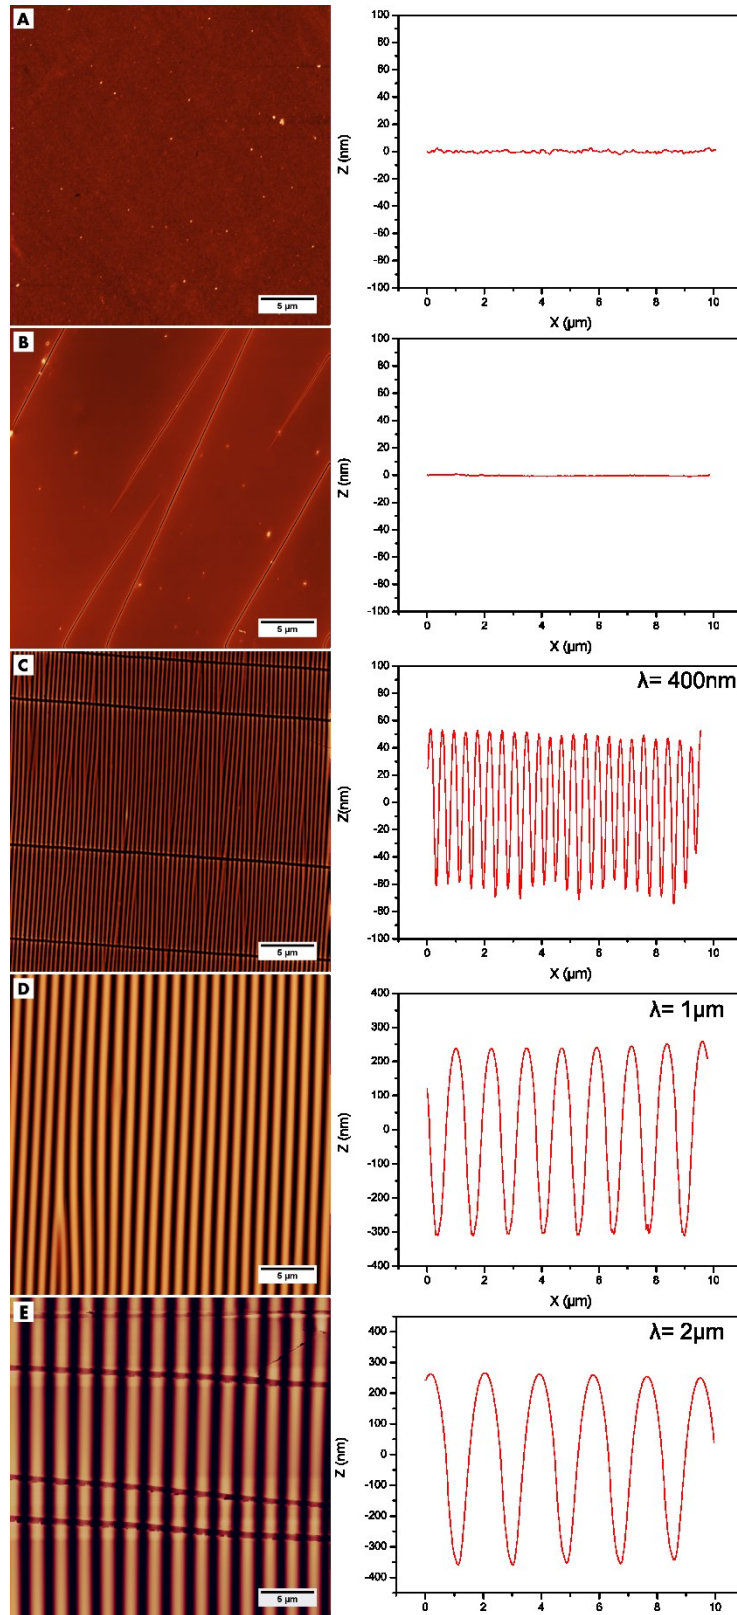 A
5 µm
Z (nm)
100
80
60
40
20
0
-20
-40
-60
-80
-100
0 2 4 6 8 10
X (µm)
B
5 µm
Z (nm)
100
80
60
40
20
0
-20
-40
-60
-80
-100
0 2 4 6 8 10
X (µm)
C
5 µm
λ= 400nm
Z(nm)
100
80
60
40
20
0
-20
-40
-60
-80
-100
0 2 4 6 8 10
X (µm)
D
5 µm
λ= 1µm
Z (nm)
400
300
200
100
0
-100
-200
-300
-400
0 2 4 6 8 10
X (µm)
E
5 µm
λ= 2µm
Z (nm)
400
300
200
100
0
-100
-200
-300
-400
0 2 4 6 8 10